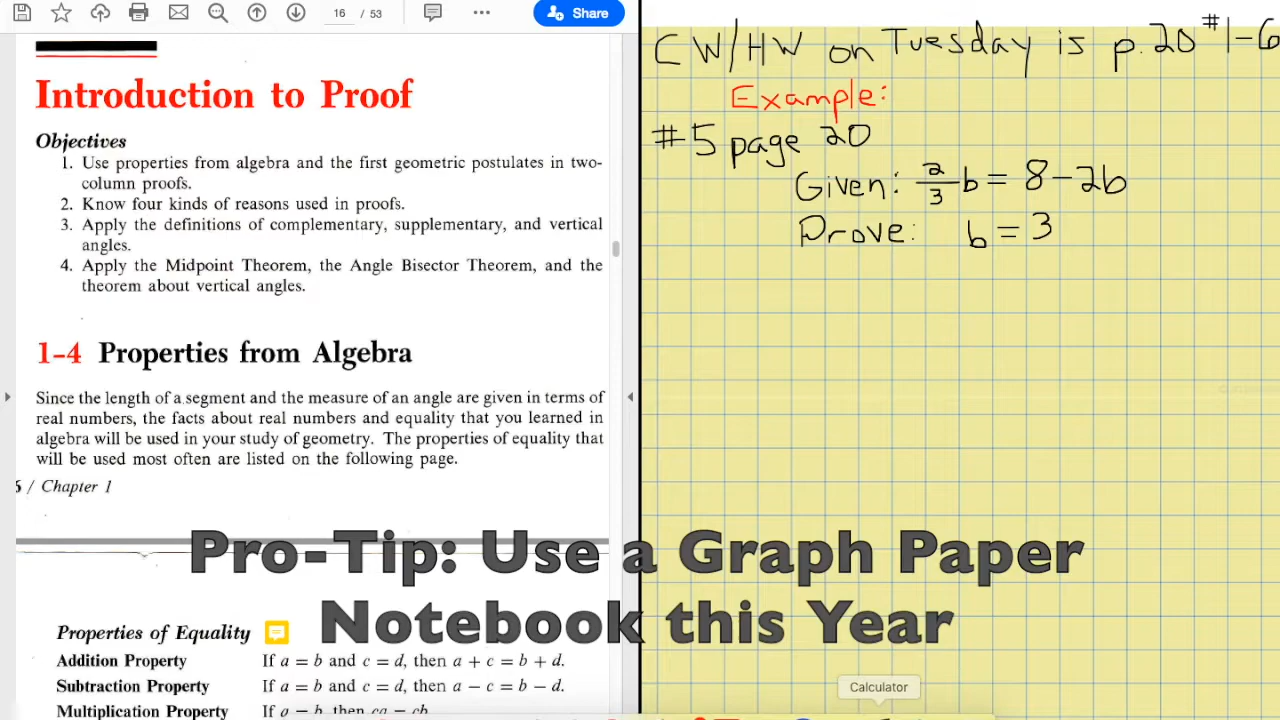 16 / 53
Share
Introduction to Proof
Objectives
1. Use properties from algebra and the first geometric postulates in two-
column proofs.
2. Know four kinds of reasons used in proofs.
3. Apply the definitions of complementary, supplementary, and vertical
angles.
4. Apply the Midpoint Theorem, the Angle Bisector Theorem, and the
theorem about vertical angles.
1-4 Properties from Algebra
Since the length of a segment and the measure of an angle are given in terms of
real numbers, the facts about real numbers and equality that you learned in
algebra will be used in your study of geometry. The properties of equality that
will be used most often are listed on the following page.
6 / Chapter 1
Properties of Equality
Addition Property If a = b and c = d, then a + c = b + d.
Subtraction Property If a = b and c = d, then a − c = b − d.
Multiplication Property If a = b, then ca = cb.
CW/HW on Tuesday is p.20 #1-6
Example:
#5 page 20
Given: 2/3 b = 8 - 2b
Prove: b = 3
Pro-Tip: Use a Graph Paper
Notebook this Year
Calculator